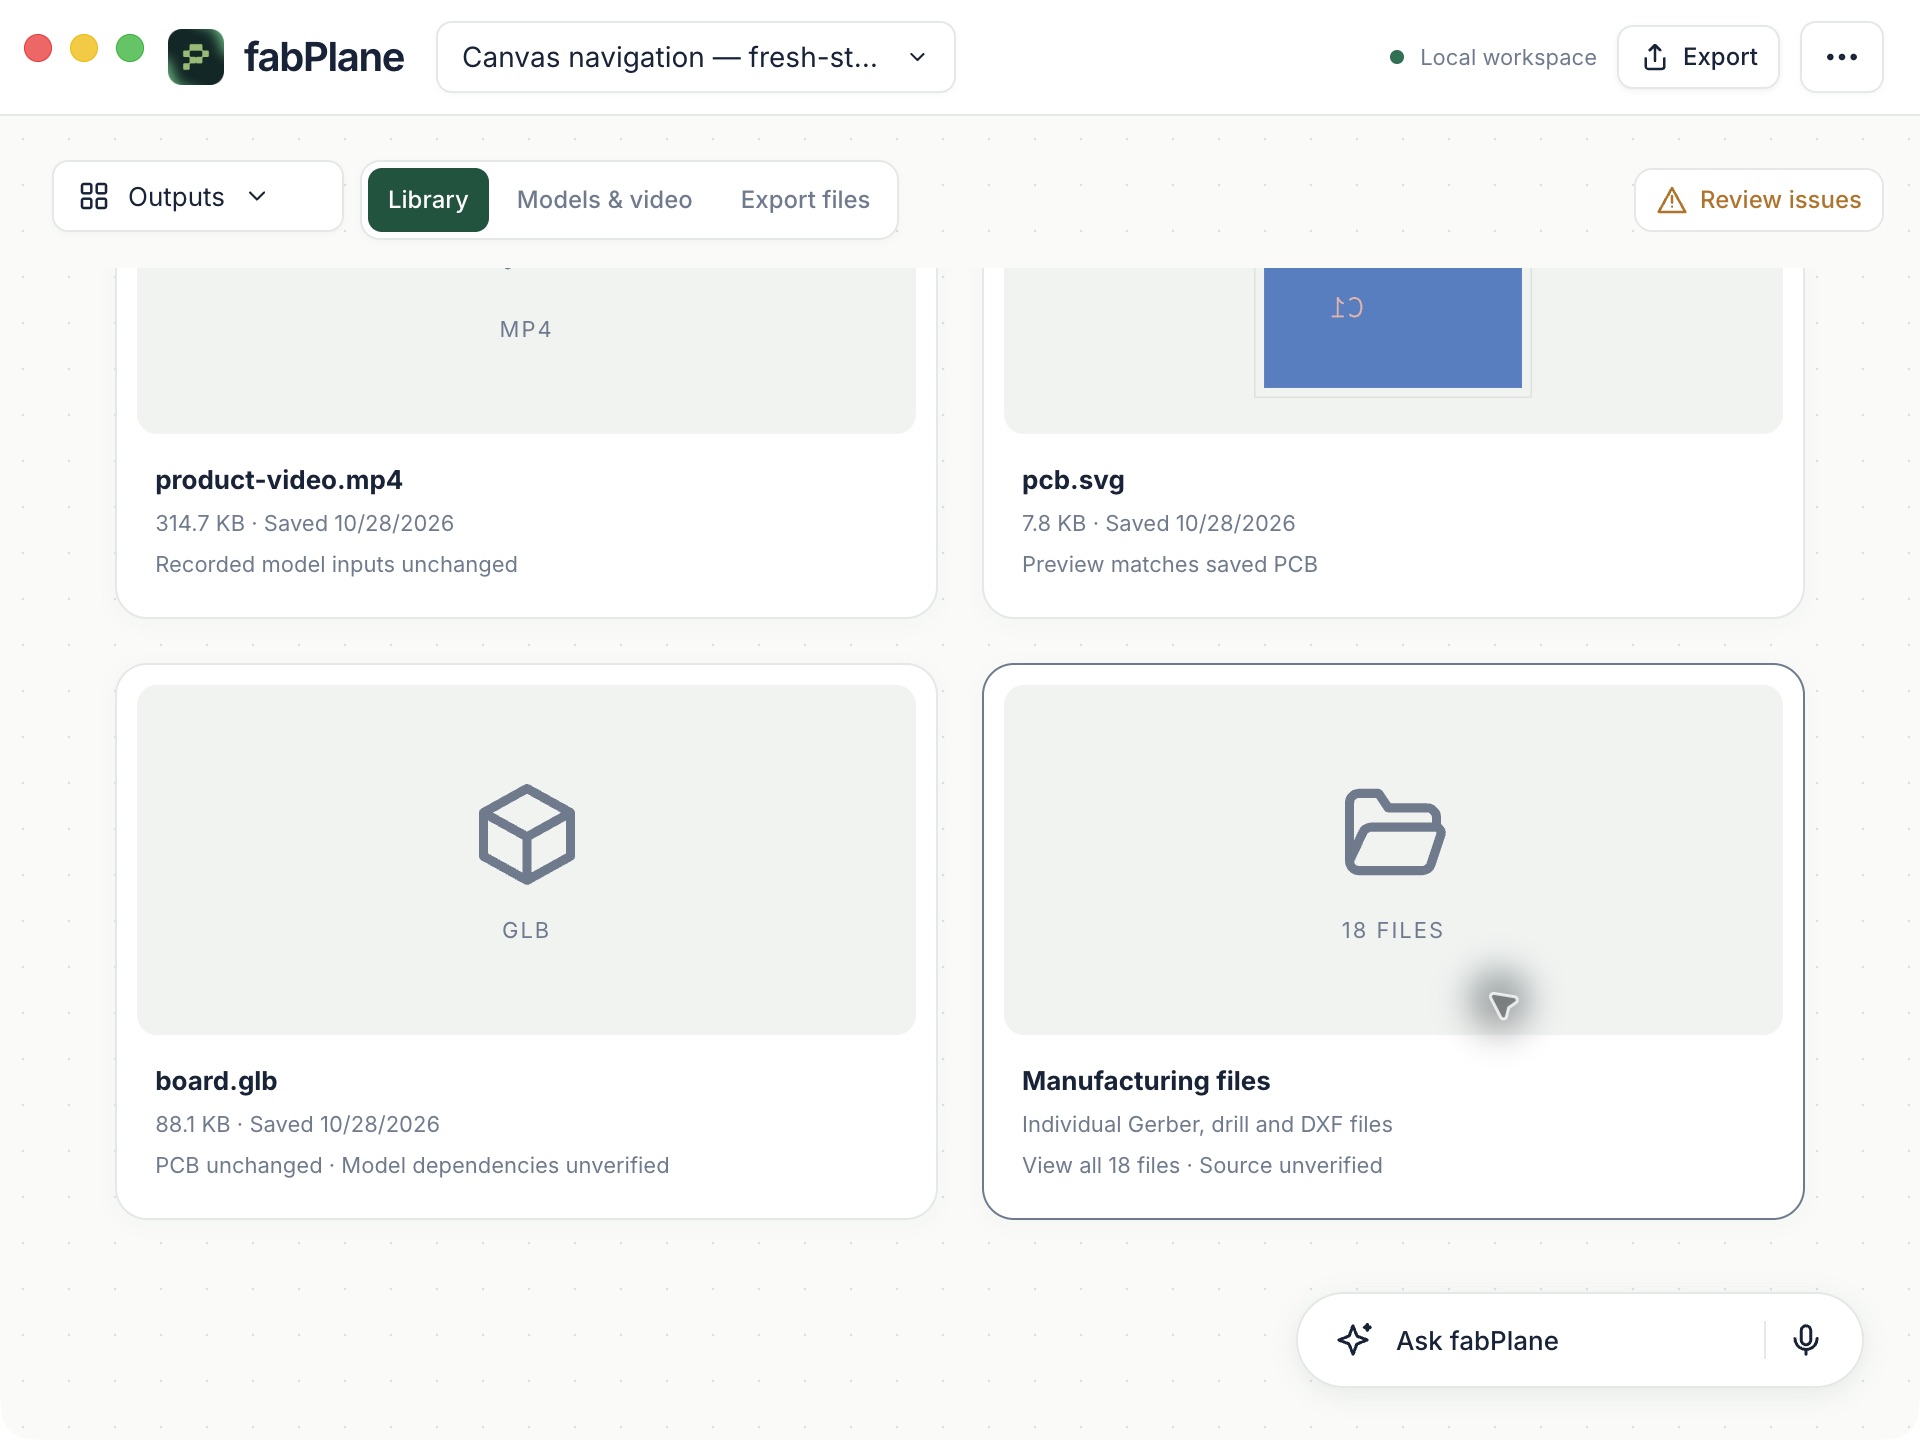 fabPlane
Canvas navigation — fresh-st...
Local workspace
Export
Outputs
Library
Models & video
Export files
Review issues
MP4
product-video.mp4
314.7 KB · Saved 10/28/2026
Recorded model inputs unchanged
C1
pcb.svg
7.8 KB · Saved 10/28/2026
Preview matches saved PCB
GLB
board.glb
88.1 KB · Saved 10/28/2026
PCB unchanged · Model dependencies unverified
18 FILES
Manufacturing files
Individual Gerber, drill and DXF files
View all 18 files · Source unverified
Ask fabPlane